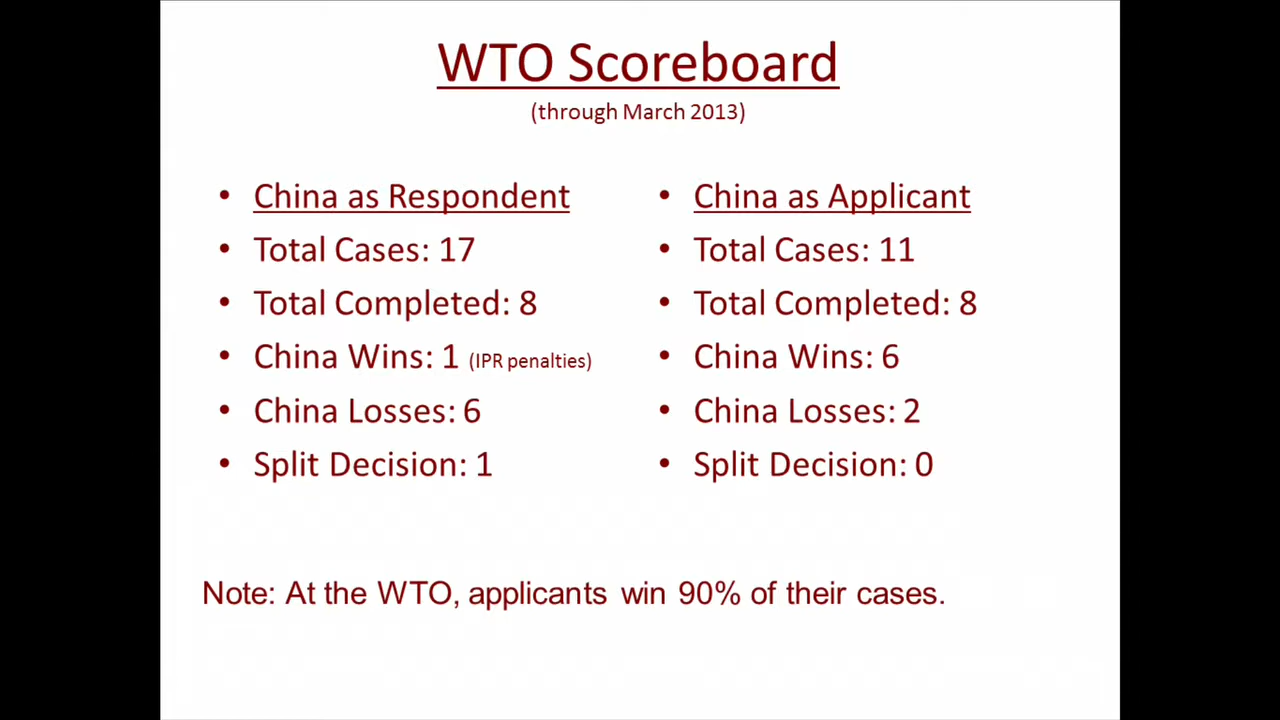 WTO Scoreboard
(through March 2013)
• China as Respondent
• Total Cases: 17
• Total Completed: 8
• China Wins: 1 (IPR penalties)
• China Losses: 6
• Split Decision: 1
• China as Applicant
• Total Cases: 11
• Total Completed: 8
• China Wins: 6
• China Losses: 2
• Split Decision: 0
Note: At the WTO, applicants win 90% of their cases.